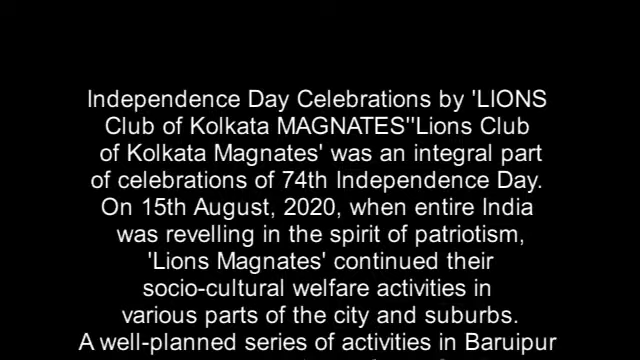 Independence Day Celebrations by 'LIONS
Club of Kolkata MAGNATES''Lions Club
of Kolkata Magnates' was an integral part
of celebrations of 74th Independence Day.
On 15th August, 2020, when entire India
was revelling in the spirit of patriotism,
'Lions Magnates' continued their
socio-cultural welfare activities in
various parts of the city and suburbs.
A well-planned series of activities in Baruipur